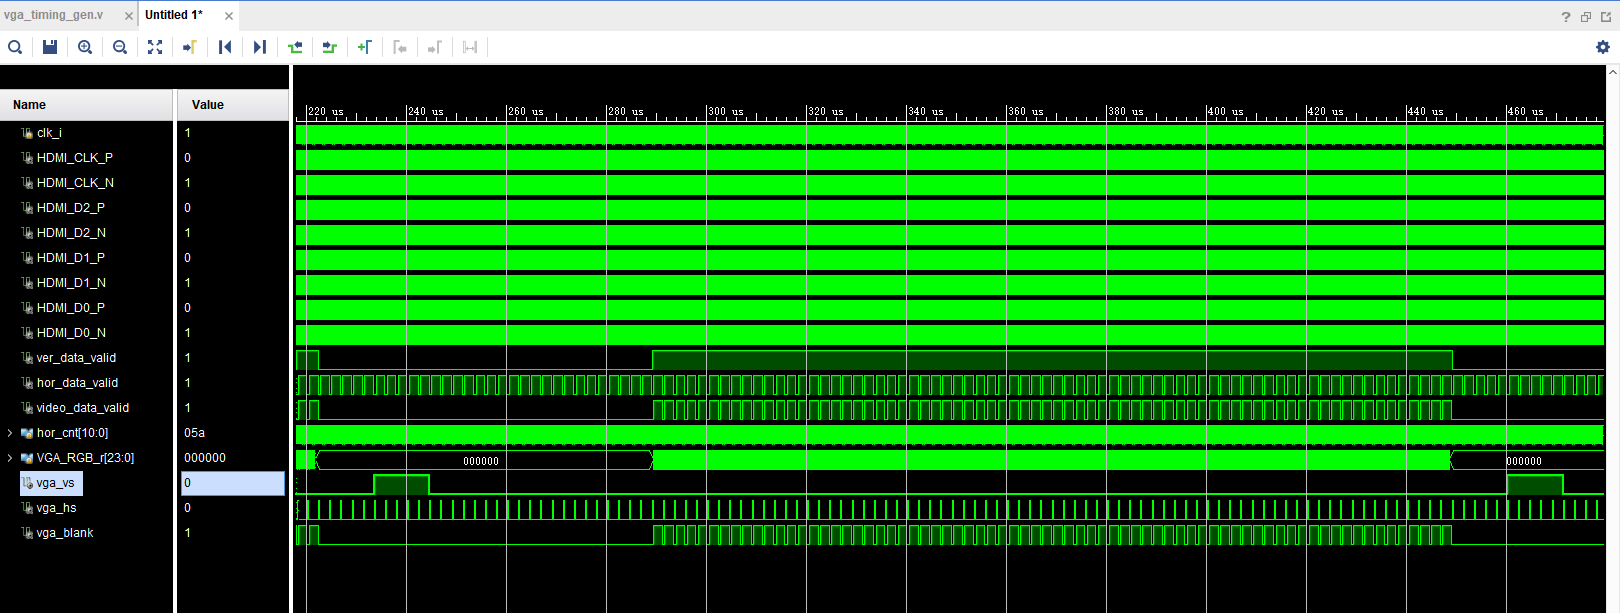 vga_timing_gen.v × Untitled 1* ×
?
Name Value
220 us 240 us 260 us 280 us 300 us 320 us 340 us 360 us 380 us 400 us 420 us 440 us 460 us
clk_i 1
HDMI_CLK_P 0
HDMI_CLK_N 1
HDMI_D2_P 0
HDMI_D2_N 1
HDMI_D1_P 0
HDMI_D1_N 1
HDMI_D0_P 0
HDMI_D0_N 1
ver_data_valid 1
hor_data_valid 1
video_data_valid 1
hor_cnt[10:0] 05a
VGA_RGB_r[23:0] 000000 000000 000000
vga_vs 0
vga_hs 0
vga_blank 1